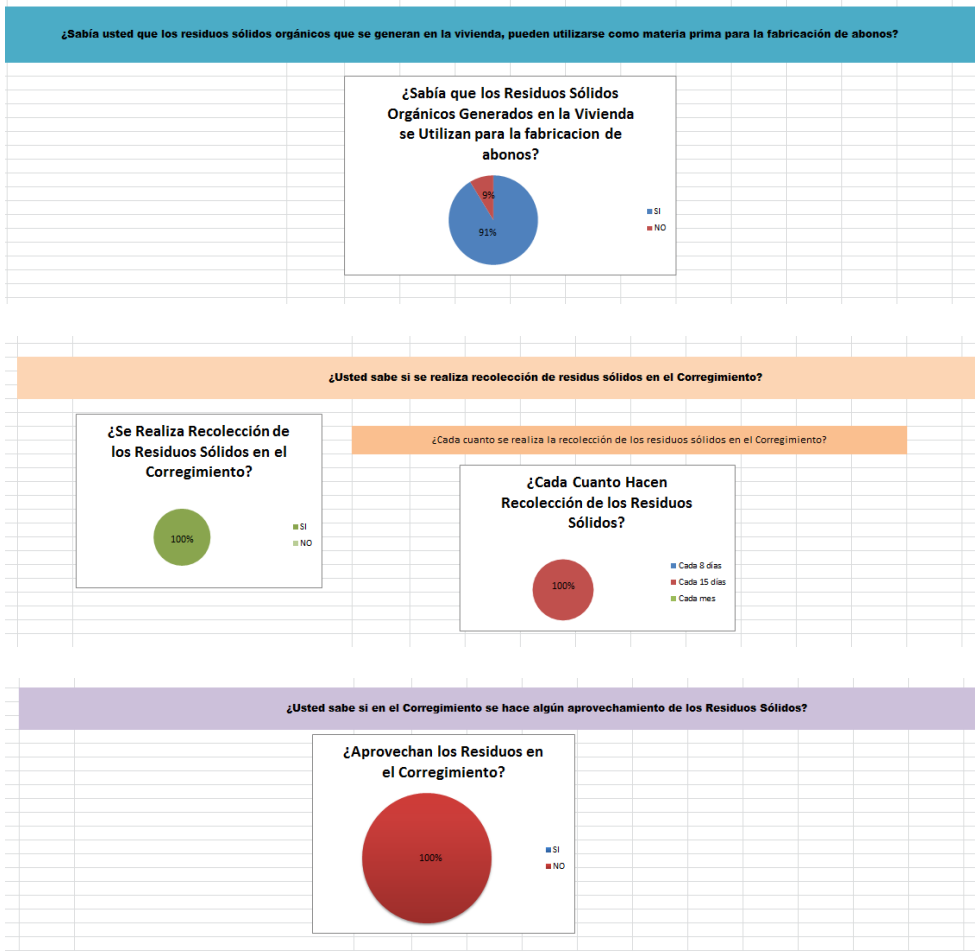 ¿Sabía usted que los residuos sólidos orgánicos que se generan en la vivienda, pueden utilizarse como materia prima para la fabricación de abonos?
¿Sabía que los Residuos Sólidos
Orgánicos Generados en la Vivienda
se Utilizan para la fabricacion de
abonos?
9%
91%
SI
NO
¿Usted sabe si se realiza recolección de residus sólidos en el Corregimiento?
¿Se Realiza Recolección de
los Residuos Sólidos en el
Corregimiento?
100%
SI
NO
¿Cada cuanto se realiza la recolección de los residuos sólidos en el Corregimiento?
¿Cada Cuanto Hacen
Recolección de los Residuos
Sólidos?
100%
Cada 8 dias
Cada 15 días
Cada mes
¿Usted sabe si en el Corregimiento se hace algún aprovechamiento de los Residuos Sólidos?
¿Aprovechan los Residuos en
el Corregimiento?
100%
SI
NO